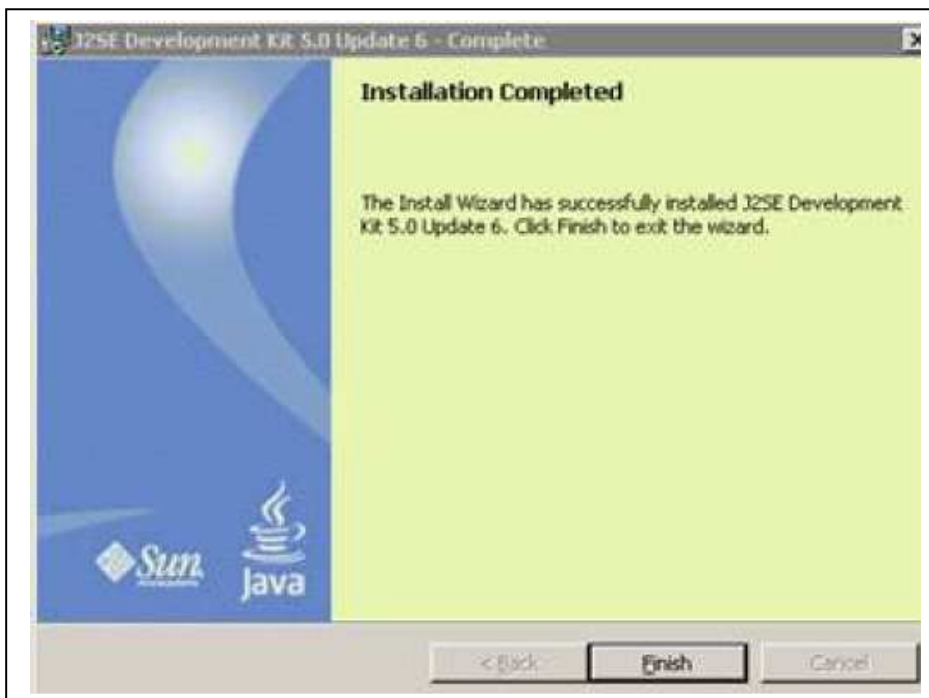 J2SE Development Kit 5.0 Update 6 - Complete
Installation Completed
The Install Wizard has successfully installed J2SE Development
Kit 5.0 Update 6. Click Finish to exit the wizard.
Sun
Java
< Back
Finish
Cancel